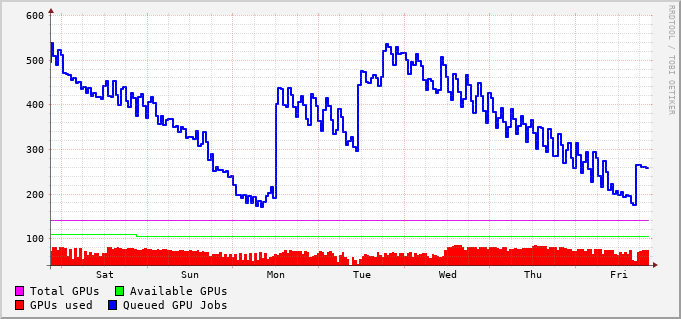 600
500
400
300
200
100
Sat Sun Mon Tue Wed Thu Fri
Total GPUs Available GPUs
GPUs used Queued GPU Jobs
RRDTOOL / TOBI OETIKER